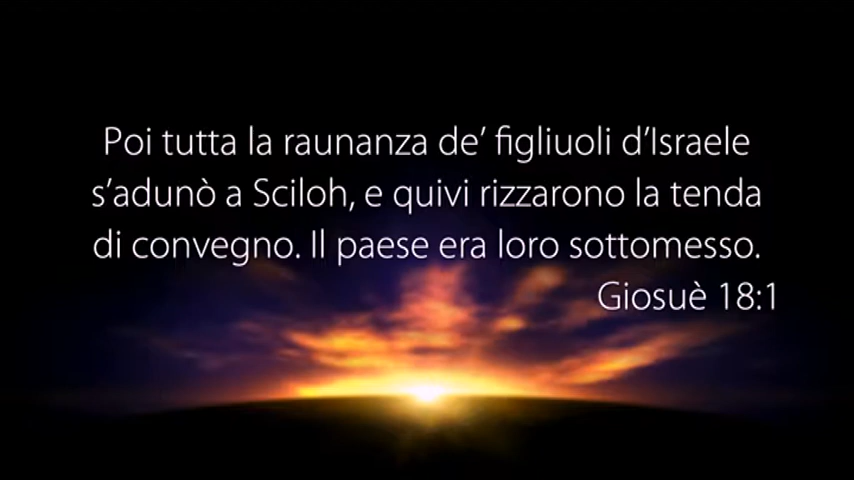 Poi tutta la raunanza de’ figliuoli d’Israele
s’adunò a Sciloh, e quivi rizzarono la tenda
di convegno. Il paese era loro sottomesso.
Giosuè 18:1